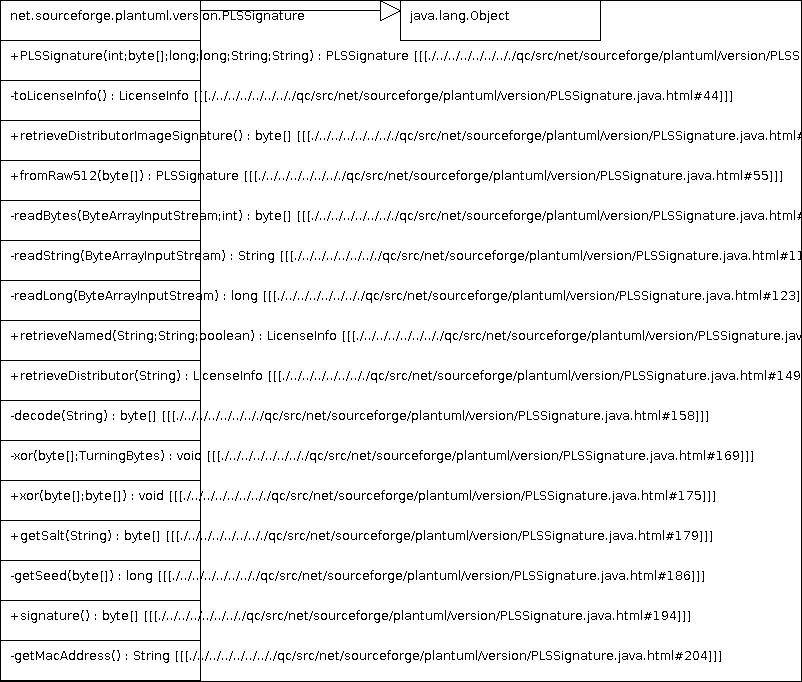 net.sourceforge.plantuml.version.PLSSignature
java.lang.Object
+PLSSignature(int;byte[];long;long;String;String) : PLSSignature [[[./../../../../../../qc/src/net/sourceforge/plantuml/version/PLSS
-toLicenseInfo() : LicenseInfo [[[./../../../../../../qc/src/net/sourceforge/plantuml/version/PLSSignature.java.html#44]]]
+retrieveDistributorImageSignature() : byte[] [[[./../../../../../../qc/src/net/sourceforge/plantuml/version/PLSSignature.java.html#
+fromRaw512(byte[]) : PLSSignature [[[./../../../../../../qc/src/net/sourceforge/plantuml/version/PLSSignature.java.html#55]]]
-readBytes(ByteArrayInputStream;int) : byte[] [[[./../../../../../../qc/src/net/sourceforge/plantuml/version/PLSSignature.java.html#
-readString(ByteArrayInputStream) : String [[[./../../../../../../qc/src/net/sourceforge/plantuml/version/PLSSignature.java.html#11
-readLong(ByteArrayInputStream) : long [[[./../../../../../../qc/src/net/sourceforge/plantuml/version/PLSSignature.java.html#123]
+retrieveNamed(String;String;boolean) : LicenseInfo [[[./../../../../../../qc/src/net/sourceforge/plantuml/version/PLSSignature.jav
+retrieveDistributor(String) : LicenseInfo [[[./../../../../../../qc/src/net/sourceforge/plantuml/version/PLSSignature.java.html#149
-decode(String) : byte[] [[[./../../../../../../qc/src/net/sourceforge/plantuml/version/PLSSignature.java.html#158]]]
-xor(byte[];TurningBytes) : void [[[./../../../../../../qc/src/net/sourceforge/plantuml/version/PLSSignature.java.html#169]]]
+xor(byte[];byte[]) : void [[[./../../../../../../qc/src/net/sourceforge/plantuml/version/PLSSignature.java.html#175]]]
+getSalt(String) : byte[] [[[./../../../../../../qc/src/net/sourceforge/plantuml/version/PLSSignature.java.html#179]]]
-getSeed(byte[]) : long [[[./../../../../../../qc/src/net/sourceforge/plantuml/version/PLSSignature.java.html#186]]]
+signature() : byte[] [[[./../../../../../../qc/src/net/sourceforge/plantuml/version/PLSSignature.java.html#194]]]
-getMacAddress() : String [[[./../../../../../../qc/src/net/sourceforge/plantuml/version/PLSSignature.java.html#204]]]